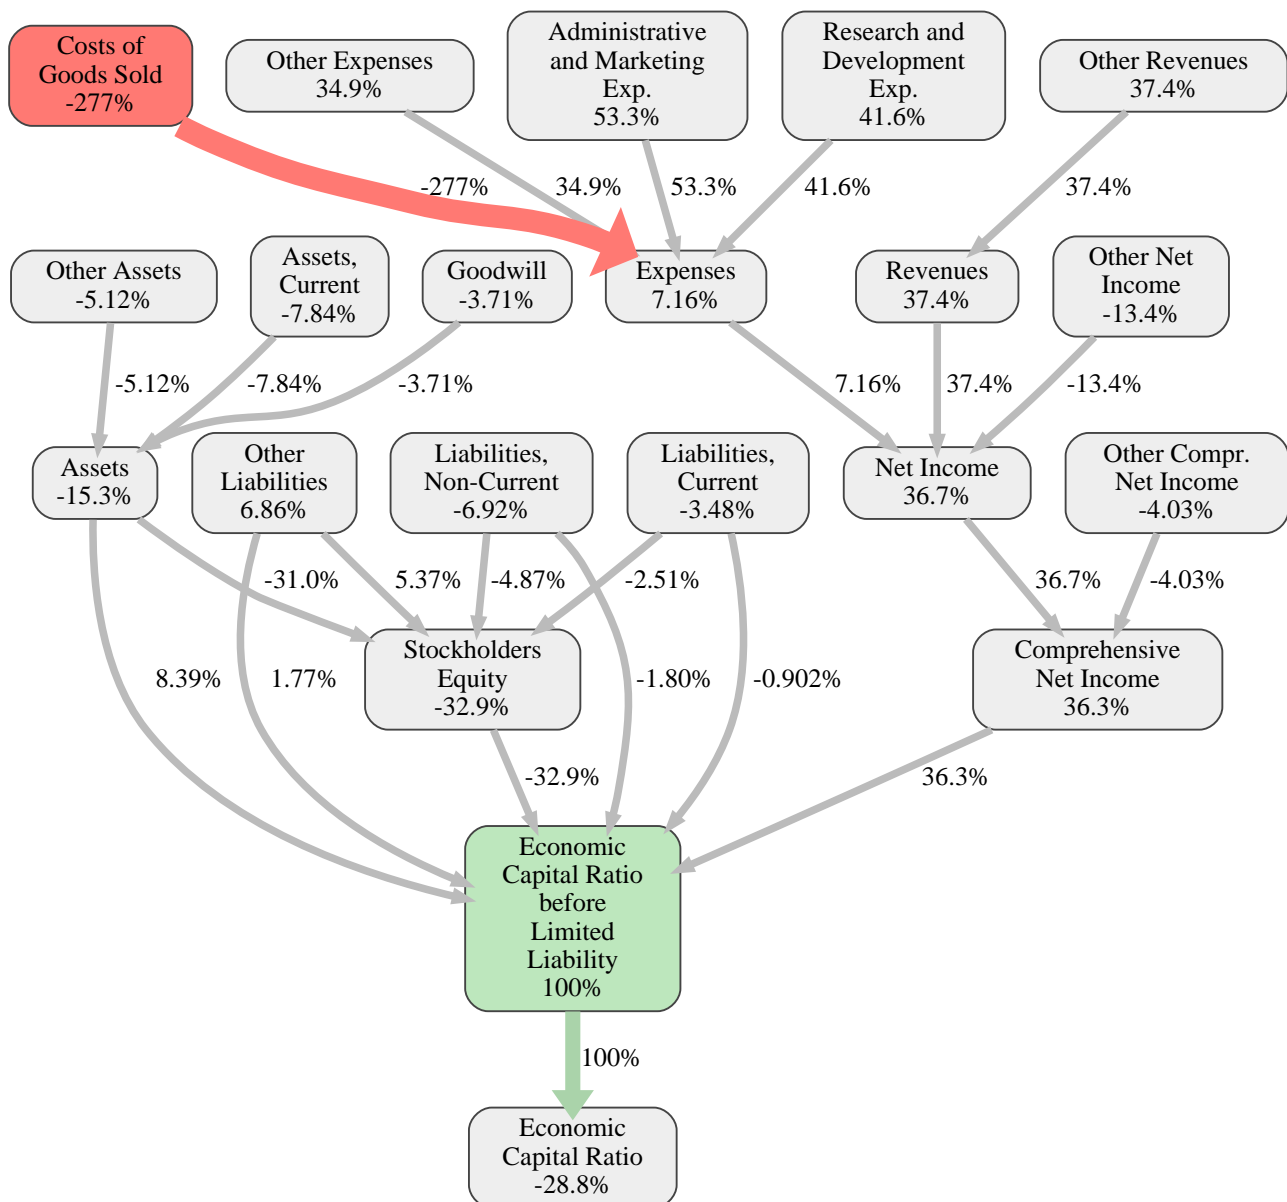 Costs of
Goods Sold
-277%
Other Expenses
34.9%
Administrative
and Marketing
Exp.
53.3%
Research and
Development
Exp.
41.6%
Other Revenues
37.4%
-277%
34.9%
53.3%
41.6%
37.4%
Other Assets
-5.12%
Assets,
Current
-7.84%
Goodwill
-3.71%
Expenses
7.16%
Revenues
37.4%
Other Net
Income
-13.4%
-5.12%
-7.84%
-3.71%
7.16%
37.4%
-13.4%
Assets
-15.3%
Other
Liabilities
6.86%
Liabilities,
Non-Current
-6.92%
Liabilities,
Current
-3.48%
Net Income
36.7%
Other Compr.
Net Income
-4.03%
-31.0%
5.37%
-4.87%
-2.51%
36.7%
-4.03%
8.39%
1.77%
Stockholders
Equity
-32.9%
-1.80%
-0.902%
Comprehensive
Net Income
36.3%
-32.9%
36.3%
Economic
Capital Ratio
before
Limited
Liability
100%
100%
Economic
Capital Ratio
-28.8%